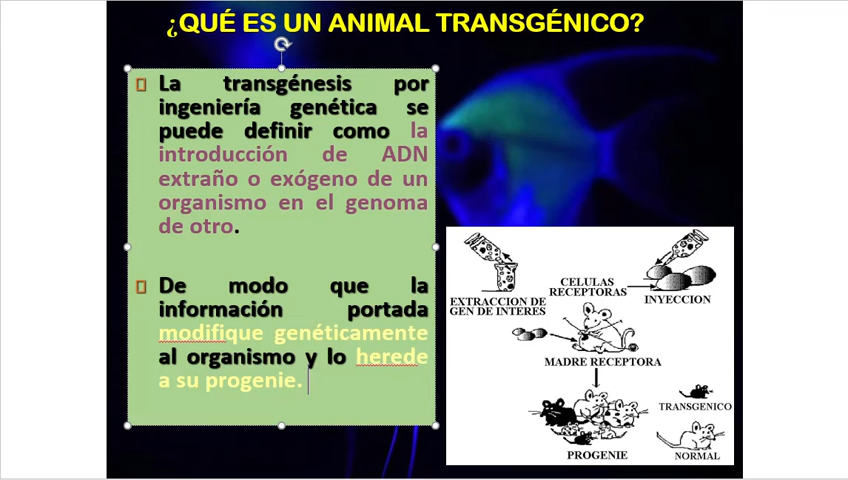 ¿QUÉ ES UN ANIMAL TRANSGÉNICO?
La transgénesis por
ingeniería genética se
puede definir como la
introducción de ADN
extraño o exógeno de un
organismo en el genoma
de otro.
De modo que la
información portada
modifique genéticamente
al organismo y lo herede
a su progenie.
EXTRACCION DE
GEN DE INTERES
CELULAS
RECEPTORAS
INYECCION
MADRE RECEPTORA
PROGENIE
TRANSGENICO
NORMAL